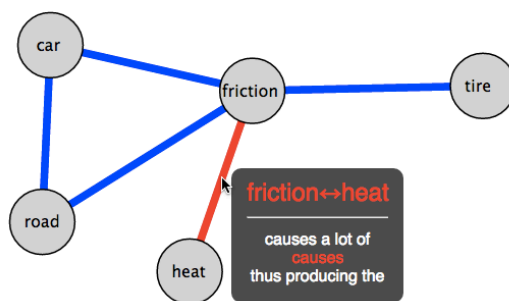 car
friction
tire
friction↔heat
road
causes a lot of
causes
thus producing the
heat